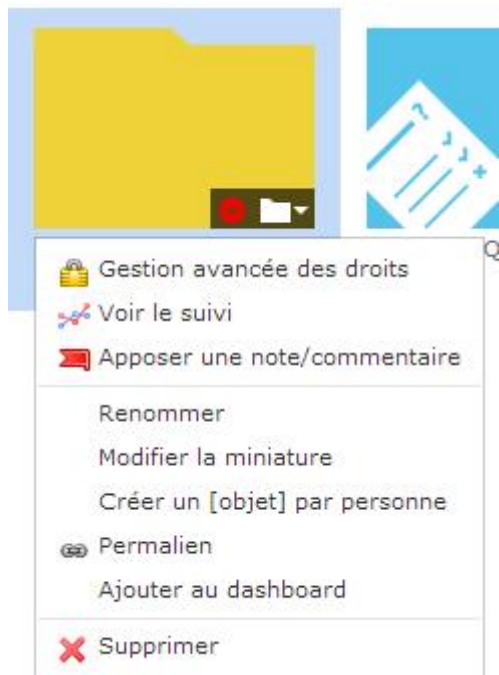 Q
Gestion avancée des droits
Voir le suivi
Apposer une note/commentaire
Renommer
Modifier la miniature
Créer un [objet] par personne
Permalien
Ajouter au dashboard
Supprimer